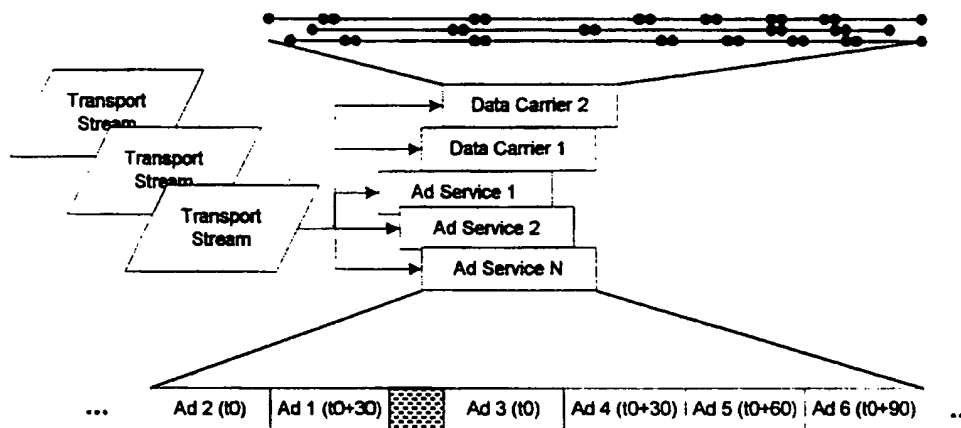 Transport
Stream
Transport
Stream
Transport
Stream
Data Carrier 2
Data Carrier 1
Ad Service 1
Ad Service 2
Ad Service N
... Ad 2 (t0) Ad 1 (t0+30) Ad 3 (t0) Ad 4 (t0+30) Ad 5 (t0+60) Ad 6 (t0+90) ..